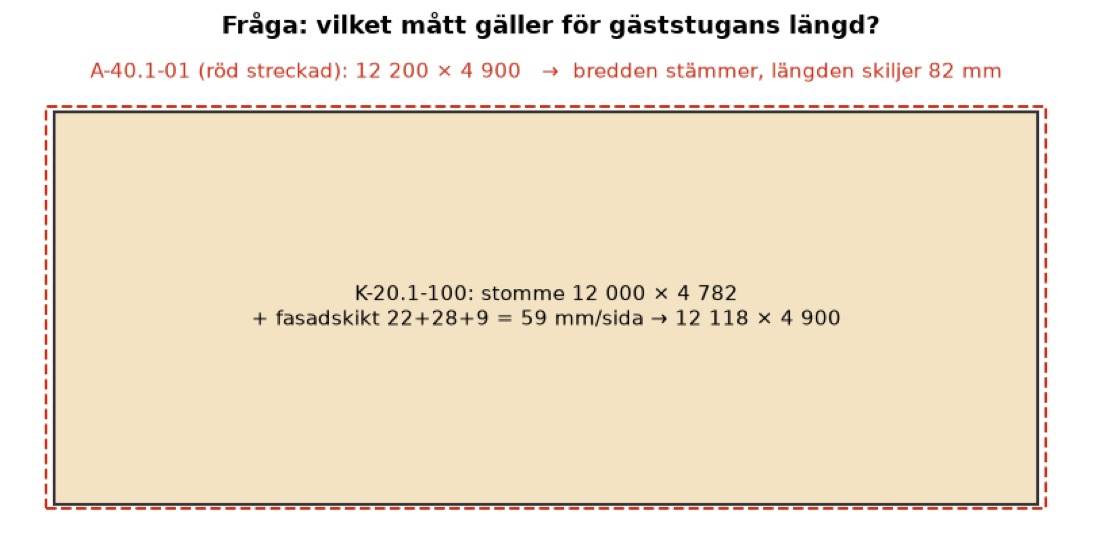 Fråga: vilket mått gäller för gäststugans längd?
A-40.1-01 (röd streckad): 12 200 × 4 900 → bredden stämmer, längden skiljer 82 mm
K-20.1-100: stomme 12 000 × 4 782
+ fasadskikt 22+28+9 = 59 mm/sida → 12 118 × 4 900